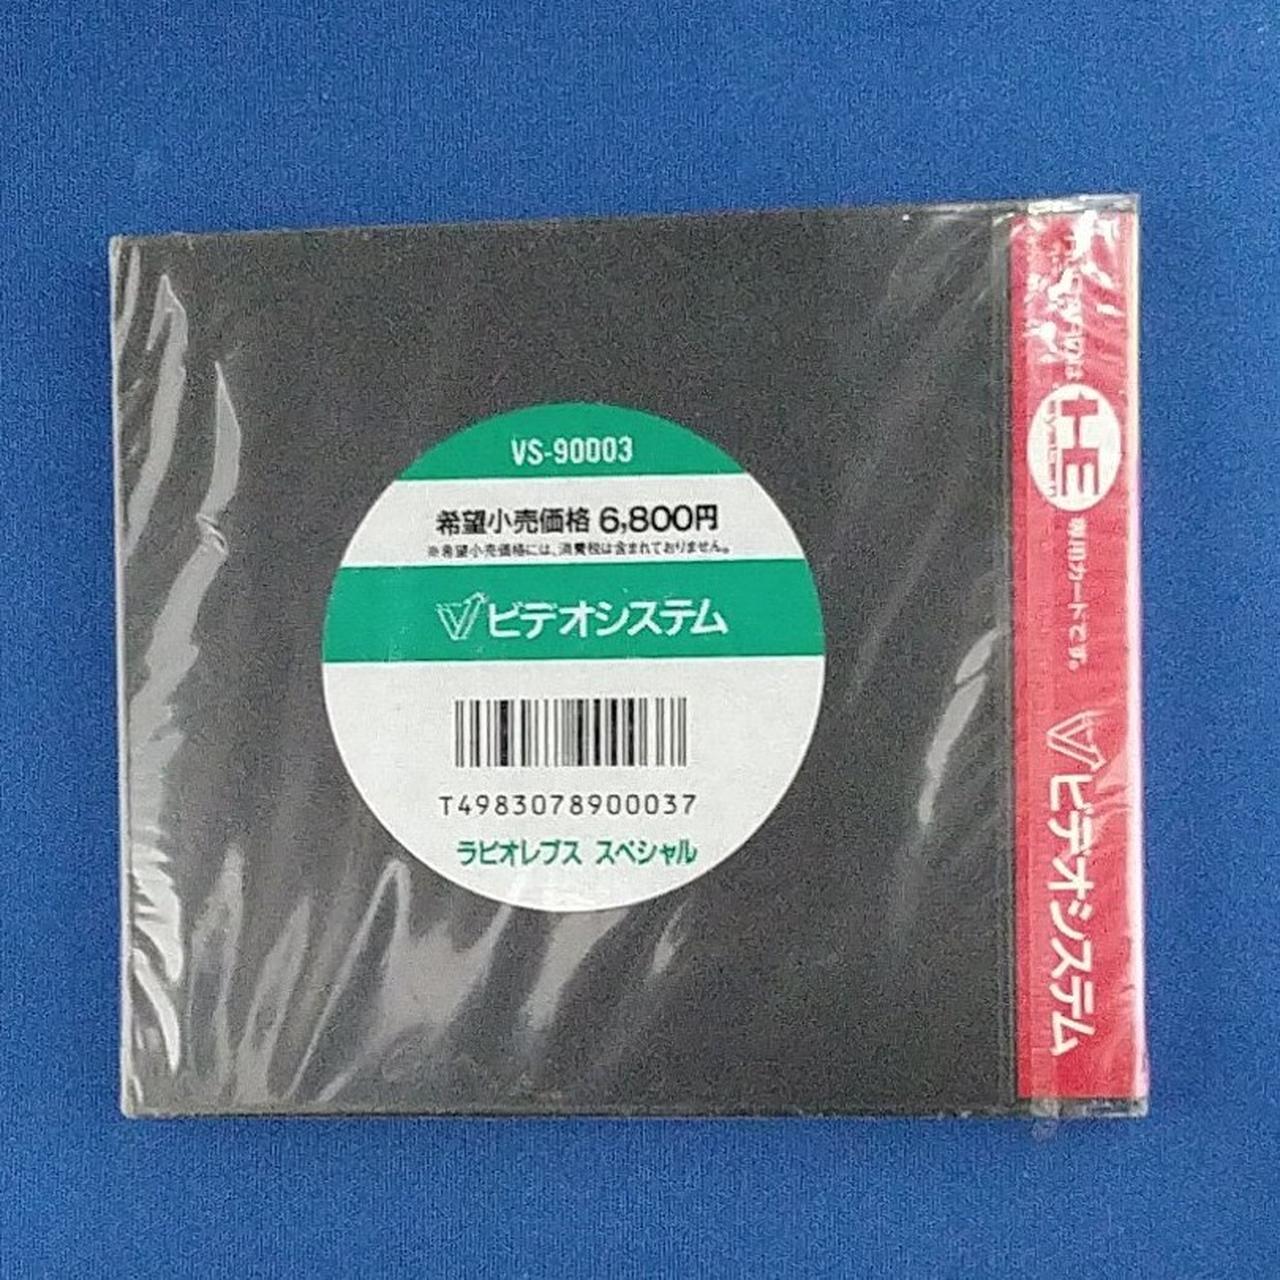 VS-90003
希望小売価格 6,800円
※希望小売価格には、消費税は含まれておりません。
ビデオシステム
T4983078900037
ラビオレプス スペシャル
HE
SYSTEM
専用カードです。
ビデオシステム